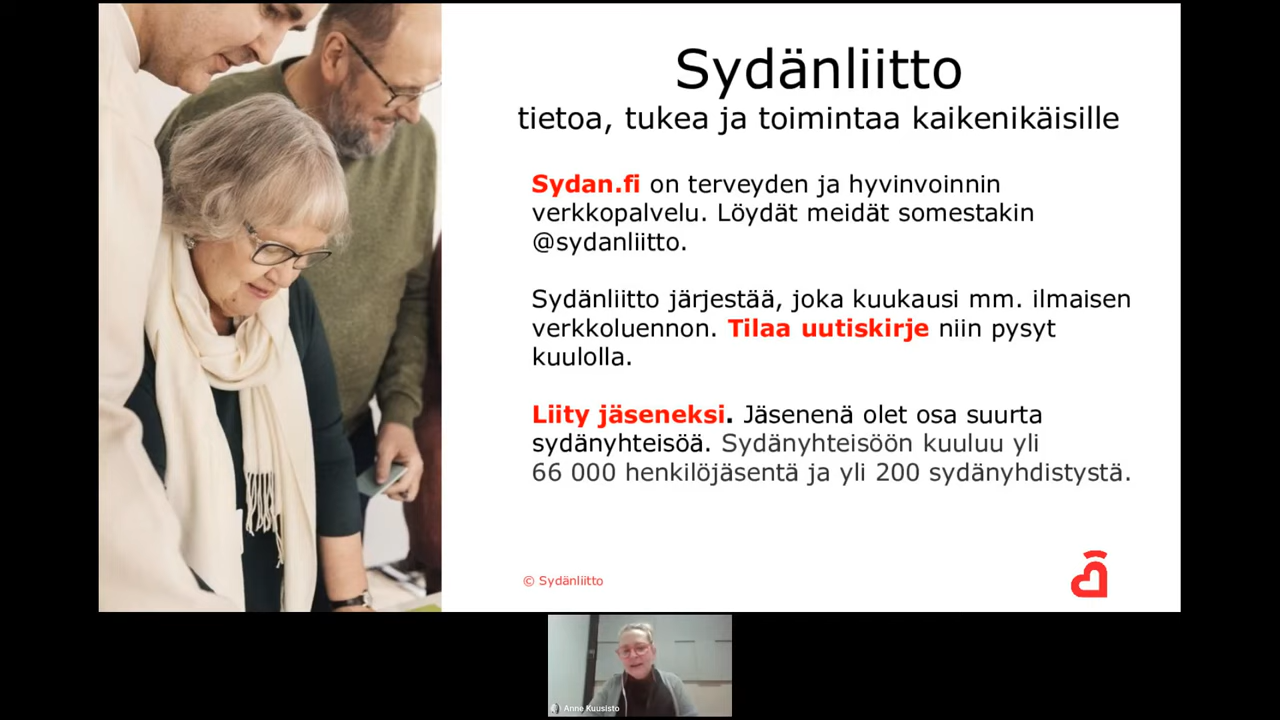 Sydänliitto
tietoa, tukea ja toimintaa kaikenikäisille
Sydan.fi on terveyden ja hyvinvoinnin
verkkopalvelu. Löydät meidät somestakin
@sydanliitto.
Sydänliitto järjestää, joka kuukausi mm. ilmaisen
verkkoluennon. Tilaa uutiskirje niin pysyt
kuulolla.
Liity jäseneksi. Jäsenenä olet osa suurta
sydänyhteisöä. Sydänyhteisöön kuuluu yli
66 000 henkilöjäsentä ja yli 200 sydänyhdistystä.
© Sydänliitto
Anne Kuusisto